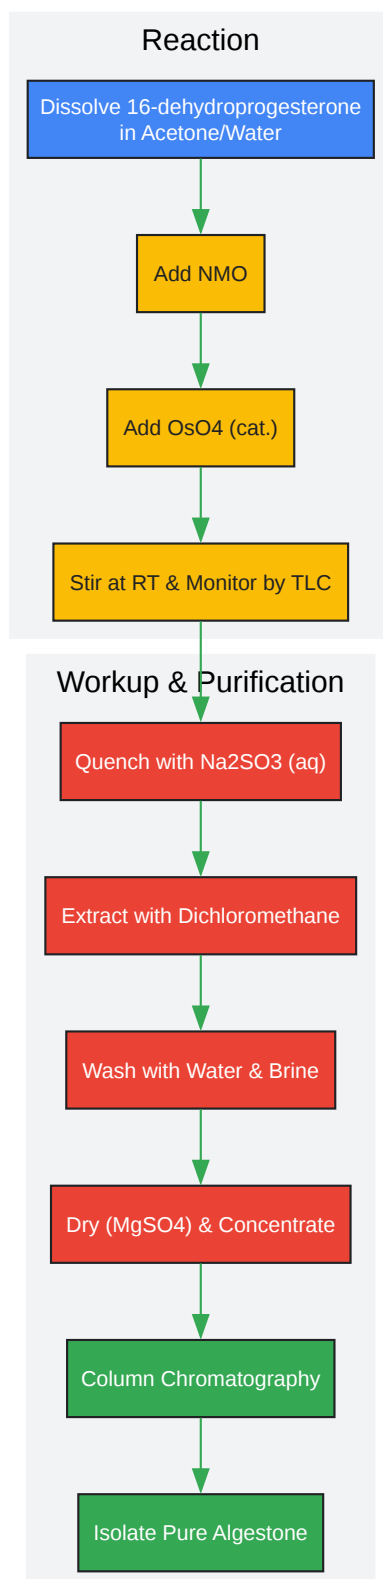 Reaction
Dissolve 16-dehydroprogesterone
in Acetone/Water
Add NMO
Add OsO4 (cat.)
Stir at RT & Monitor by TLC
Workup & Purification
Quench with Na2SO3 (aq)
Extract with Dichloromethane
Wash with Water & Brine
Dry (MgSO4) & Concentrate
Column Chromatography
Isolate Pure Algestone